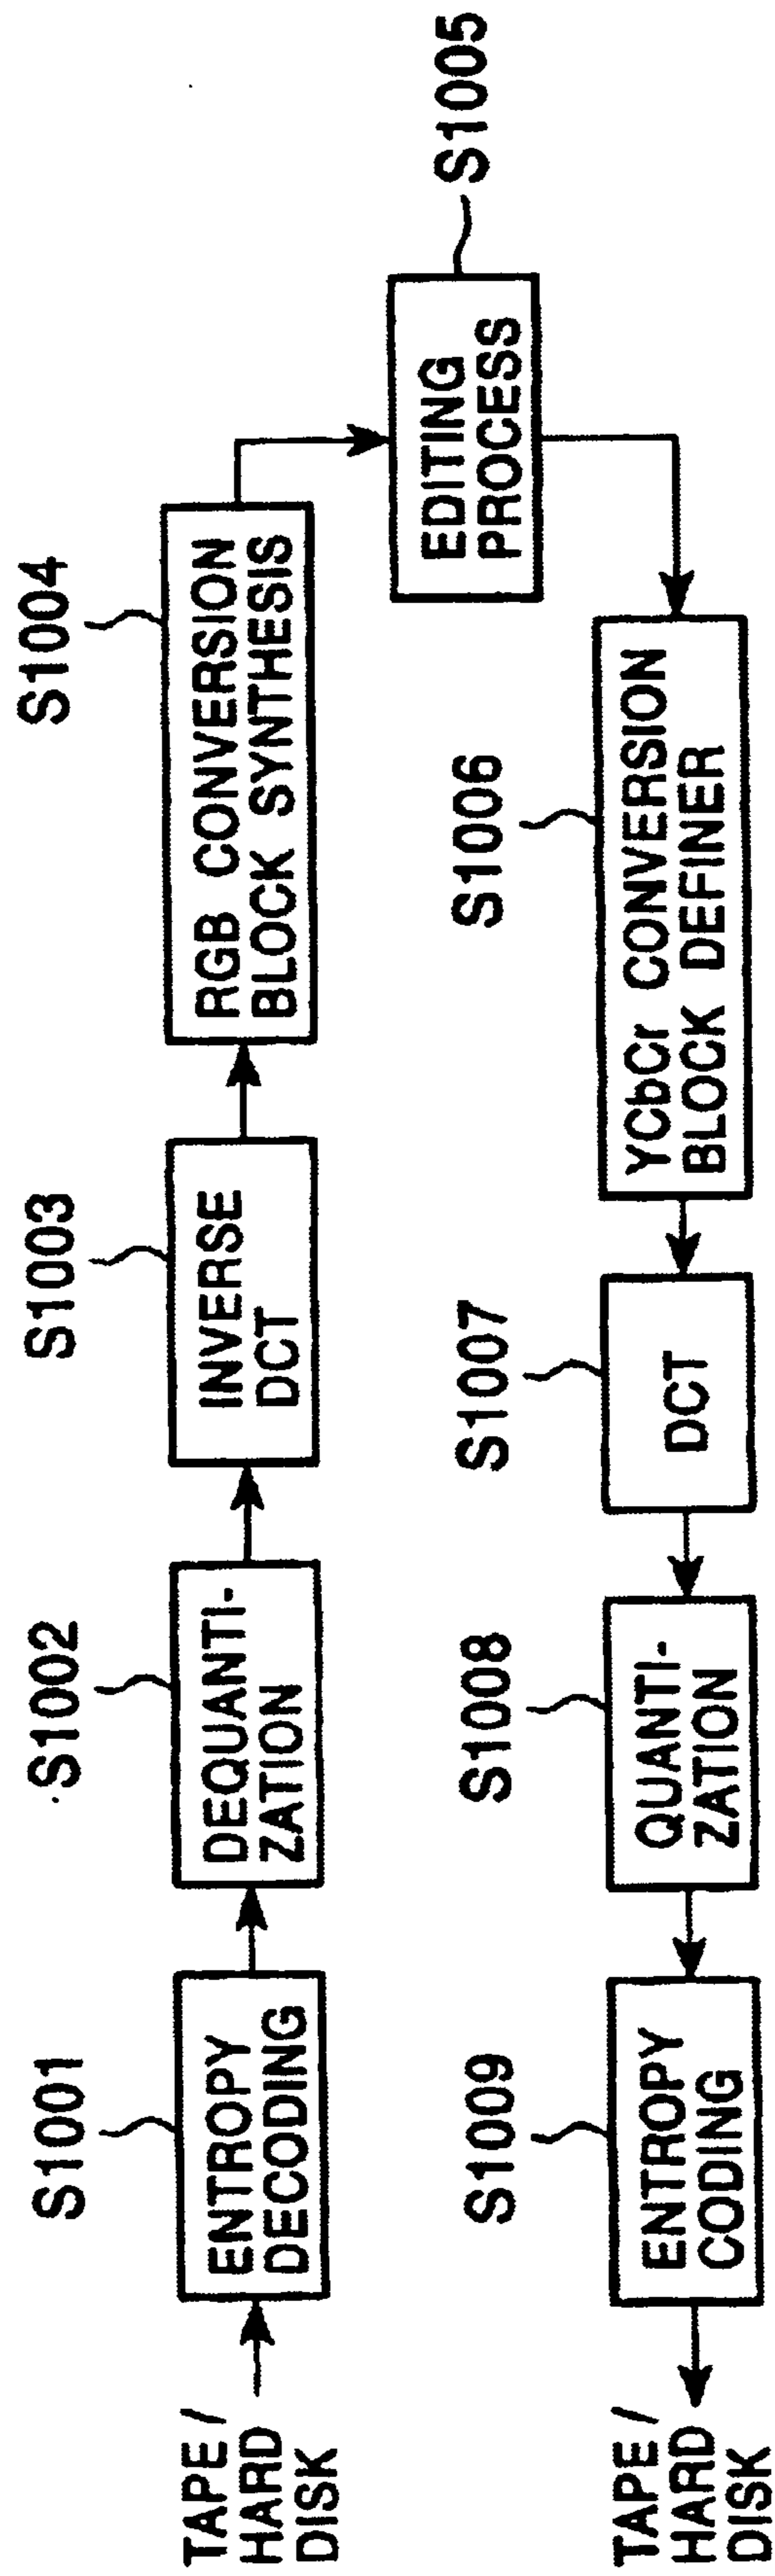 S1001
S1002
S1003
S1004
TAPE /
HARD
DISK
ENTROPY
DECODING
DEQUANTI-
ZATION
INVERSE
DCT
RGB CONVERSION
BLOCK SYNTHESIS
EDITING
PROCESS
S1005
S1009
S1008
S1007
S1006
TAPE /
HARD
DISK
ENTROPY
CODING
QUANTI-
ZATION
DCT
YCbCr CONVERSION
BLOCK DEFINER